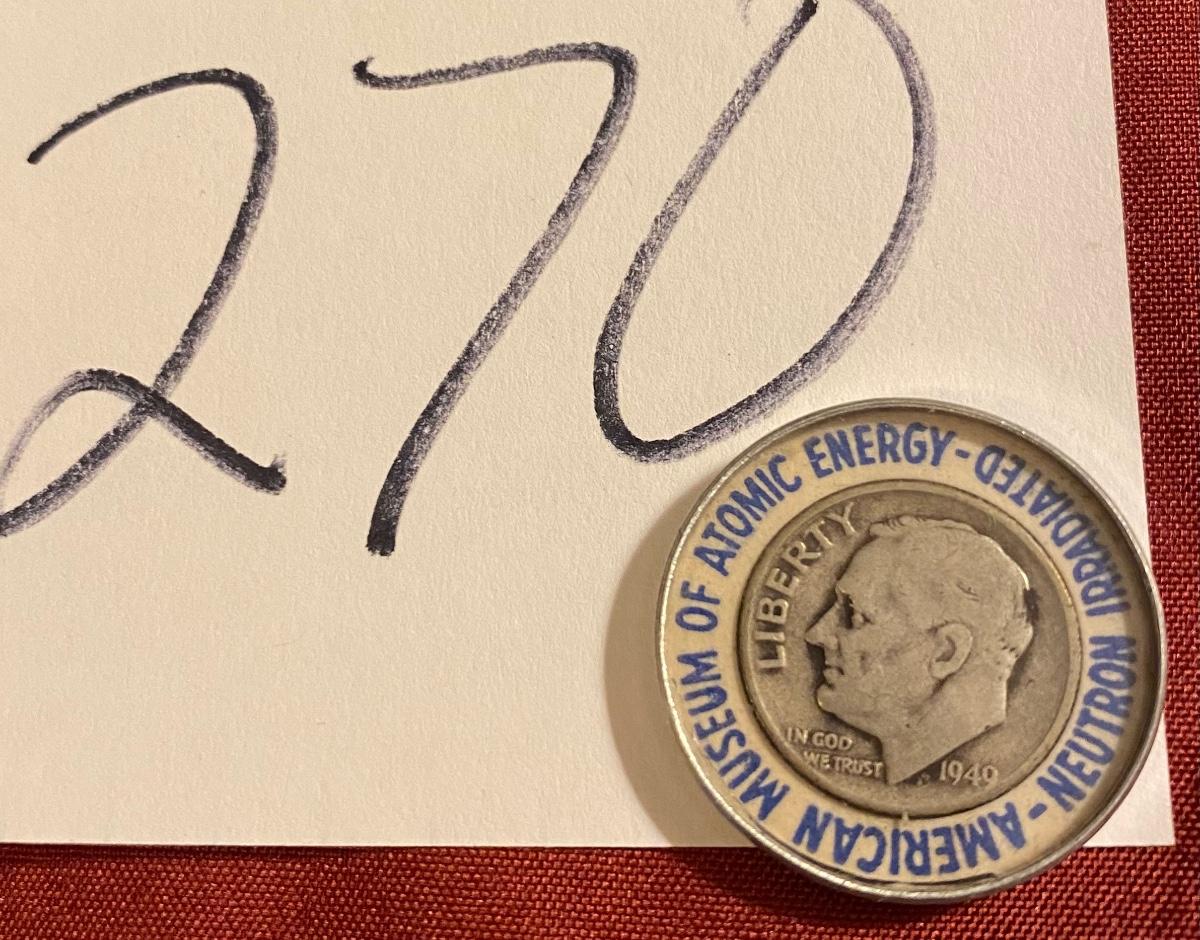 270
AMERICAN MUSEUM OF ATOMIC ENERGY-
NEUTRON IRRADIATED-
LIBERTY
IN GOD
WE TRUST
1949